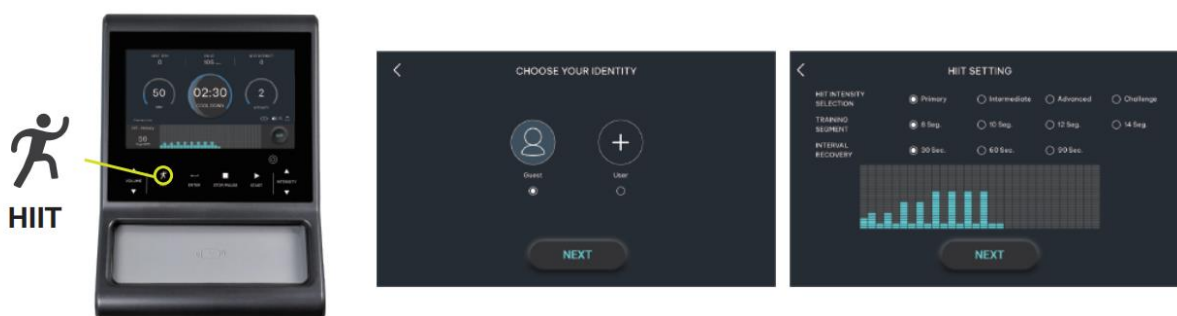 HIIT
50
02:30
COOL DOWN
2
VOLUME
ENTER
STOP/PAUSE
START
INTENSITY
CHOOSE YOUR IDENTITY
Guest
User
NEXT
HIIT SETTING
HIIT INTENSITY
SELECTION
Primary
Intermediate
Advanced
Challenge
TRAINING
SEGMENT
8 Seg.
10 Seg.
12 Seg.
14 Seg.
INTERVAL
RECOVERY
30 Sec.
60 Sec.
90 Sec.
NEXT